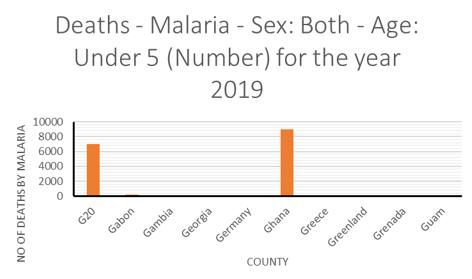 Deaths - Malaria - Sex: Both - Age:
Under 5 (Number) for the year
2019
NO OF DEATHS BY MALARIA
10000
8000
6000
4000
2000
0
G20
Gabon
Gambia
Georgia
Germany
Ghana
Greece
Greenland
Grenada
Guam
COUNTY